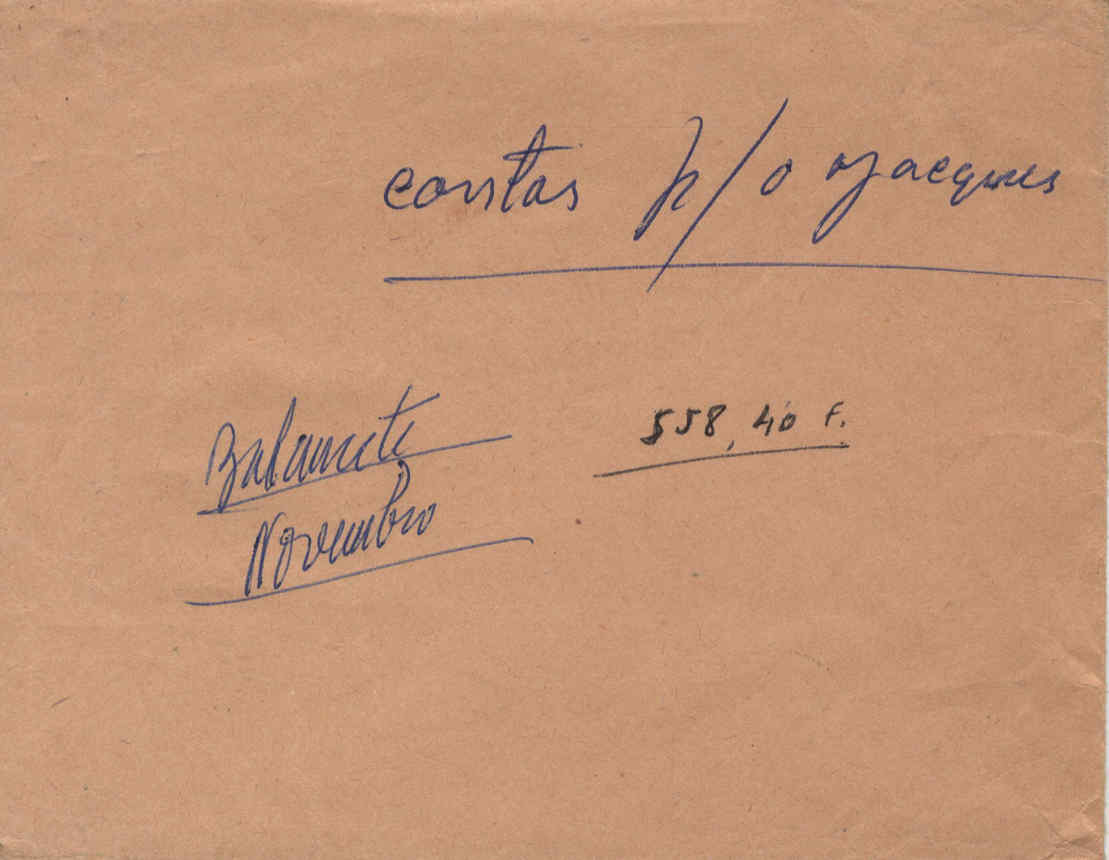 contas p/o Jacques
Balancete 558,40 F.
Novembro